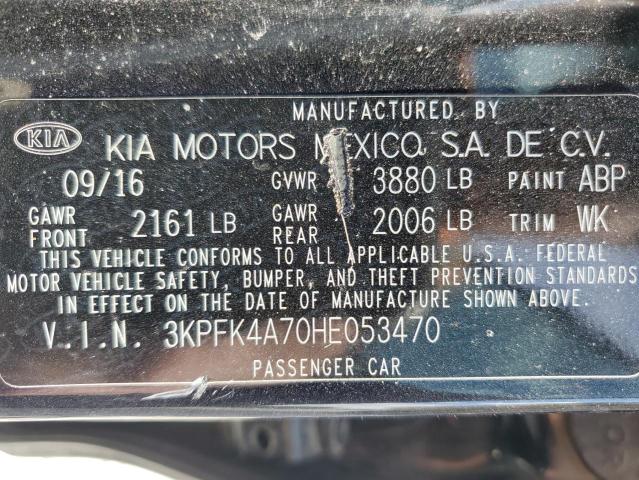 MANUFACTURED BY
KIA KIA MOTORS MEXICO S.A. DE C.V.
09/16 GVWR 3880 LB PAINT ABP
GAWR FRONT 2161 LB GAWR REAR 2006 LB TRIM WK
THIS VEHICLE CONFORMS TO ALL APPLICABLE U.S.A. FEDERAL
MOTOR VEHICLE SAFETY, BUMPER, AND THEFT PREVENTION STANDARDS
IN EFFECT ON THE DATE OF MANUFACTURE SHOWN ABOVE.
V.I.N. 3KPFK4A70HE053470
PASSENGER CAR